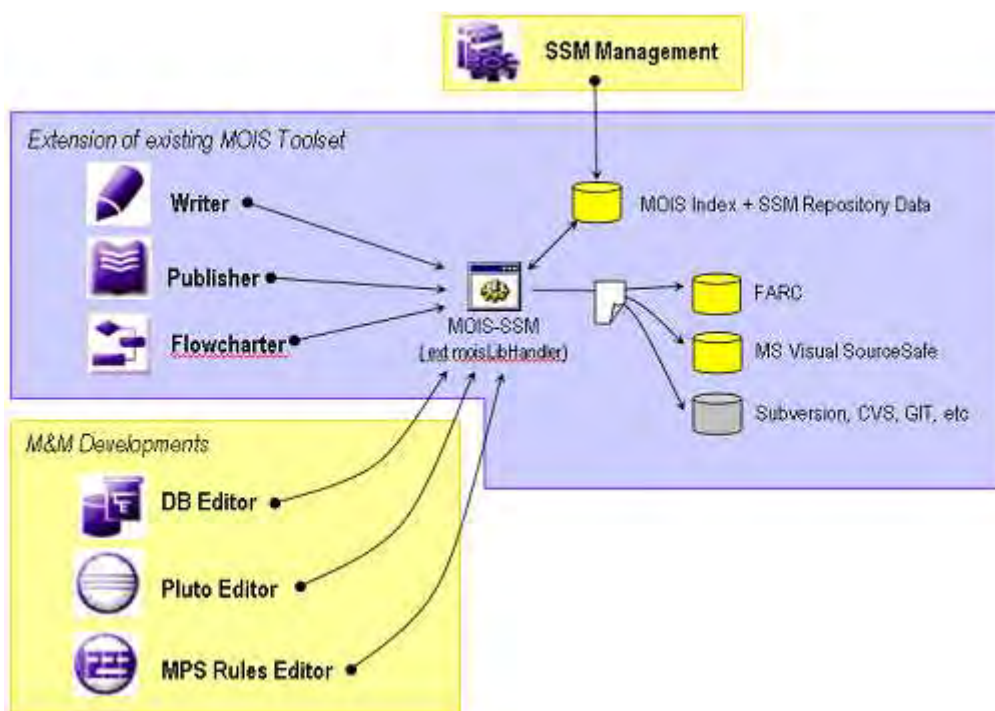 SSM Management
Extension of existing MOIS Toolset
Writer
MOIS Index + SSM Repository Data
Publisher
FARC
MOIS-SSM
(ext moisLibHandler)
Flowcharter
MS Visual SourceSafe
Subversion, CVS, GIT, etc
M&M Developments
DB Editor
Pluto Editor
MPS Rules Editor